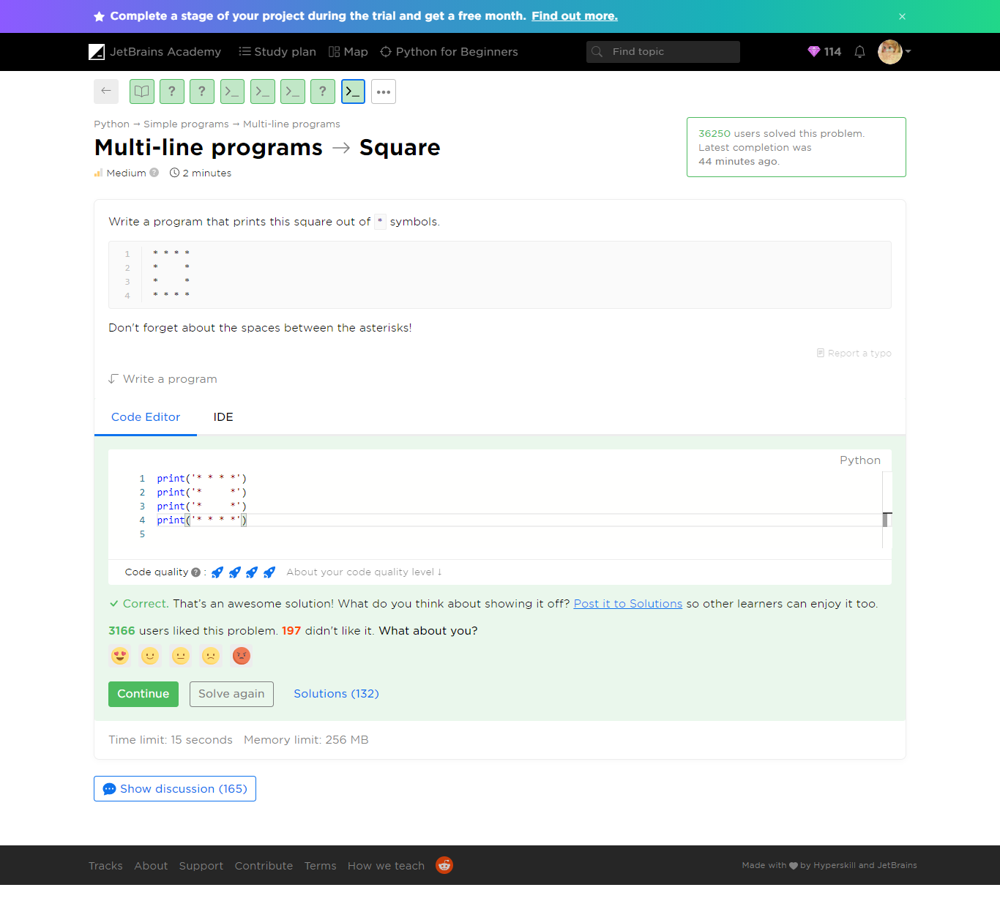 Complete a stage of your project during the trial and get a free month. Find out more. ×
JetBrains Academy Study plan Map Python for Beginners Find topic 114
? ? >_ >_ >_ ? >_ •••
Python → Simple programs → Multi-line programs
Multi-line programs → Square
Medium ? 2 minutes
36250 users solved this problem.
Latest completion was
44 minutes ago.
Write a program that prints this square out of * symbols.
1 * * * *
2 *     *
3 *     *
4 * * * *
Don't forget about the spaces between the asterisks!
Report a typo
Write a program
Code Editor IDE
Python
1 print('* * * *')
2 print('*     *')
3 print('*     *')
4 print('* * * *')
5
Code quality ? : About your code quality level ↓
Correct. That's an awesome solution! What do you think about showing it off? Post it to Solutions so other learners can enjoy it too.
3166 users liked this problem. 197 didn't like it. What about you?
Continue Solve again Solutions (132)
Time limit: 15 seconds Memory limit: 256 MB
Show discussion (165)
Tracks About Support Contribute Terms How we teach Made with ♥ by Hyperskill and JetBrains